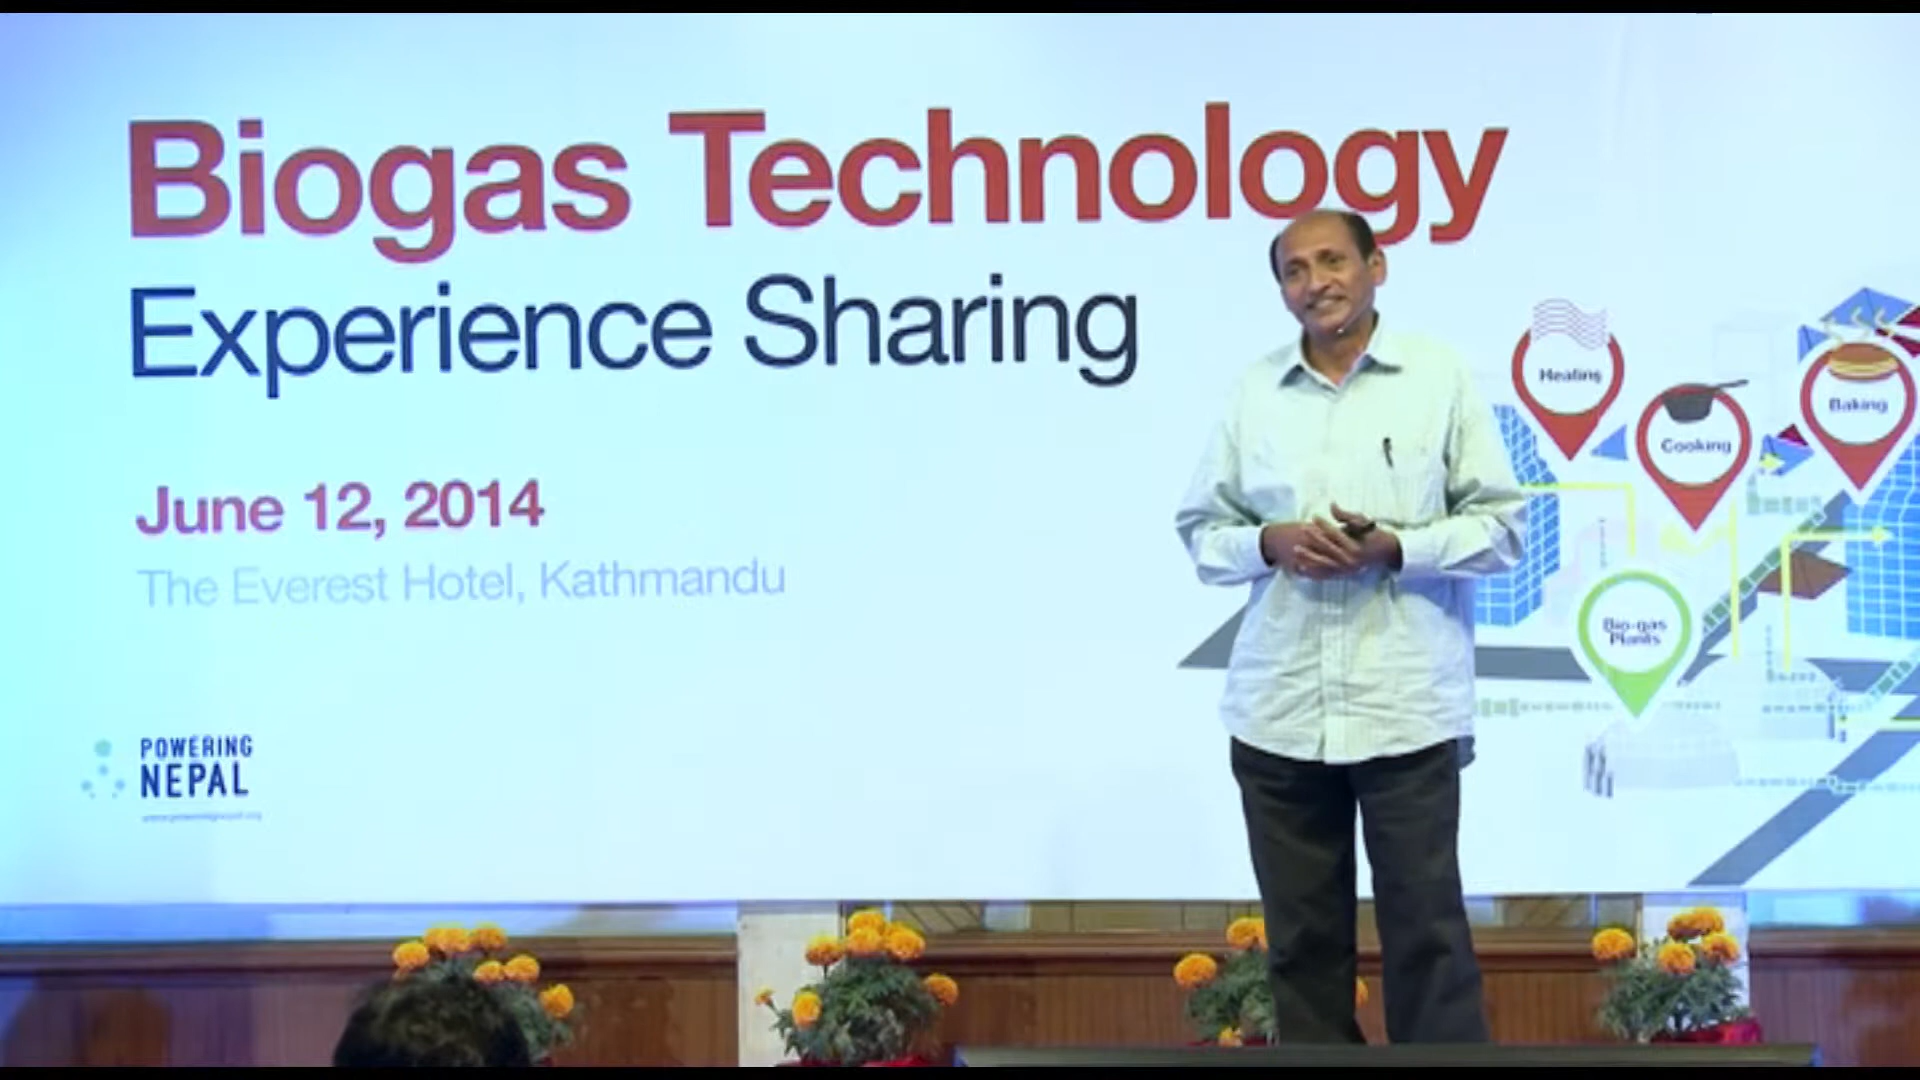 Biogas Technology
Experience Sharing
June 12, 2014
The Everest Hotel, Kathmandu
POWERING
NEPAL
Heating
Cooking
Baking
Bio-gas
Plants